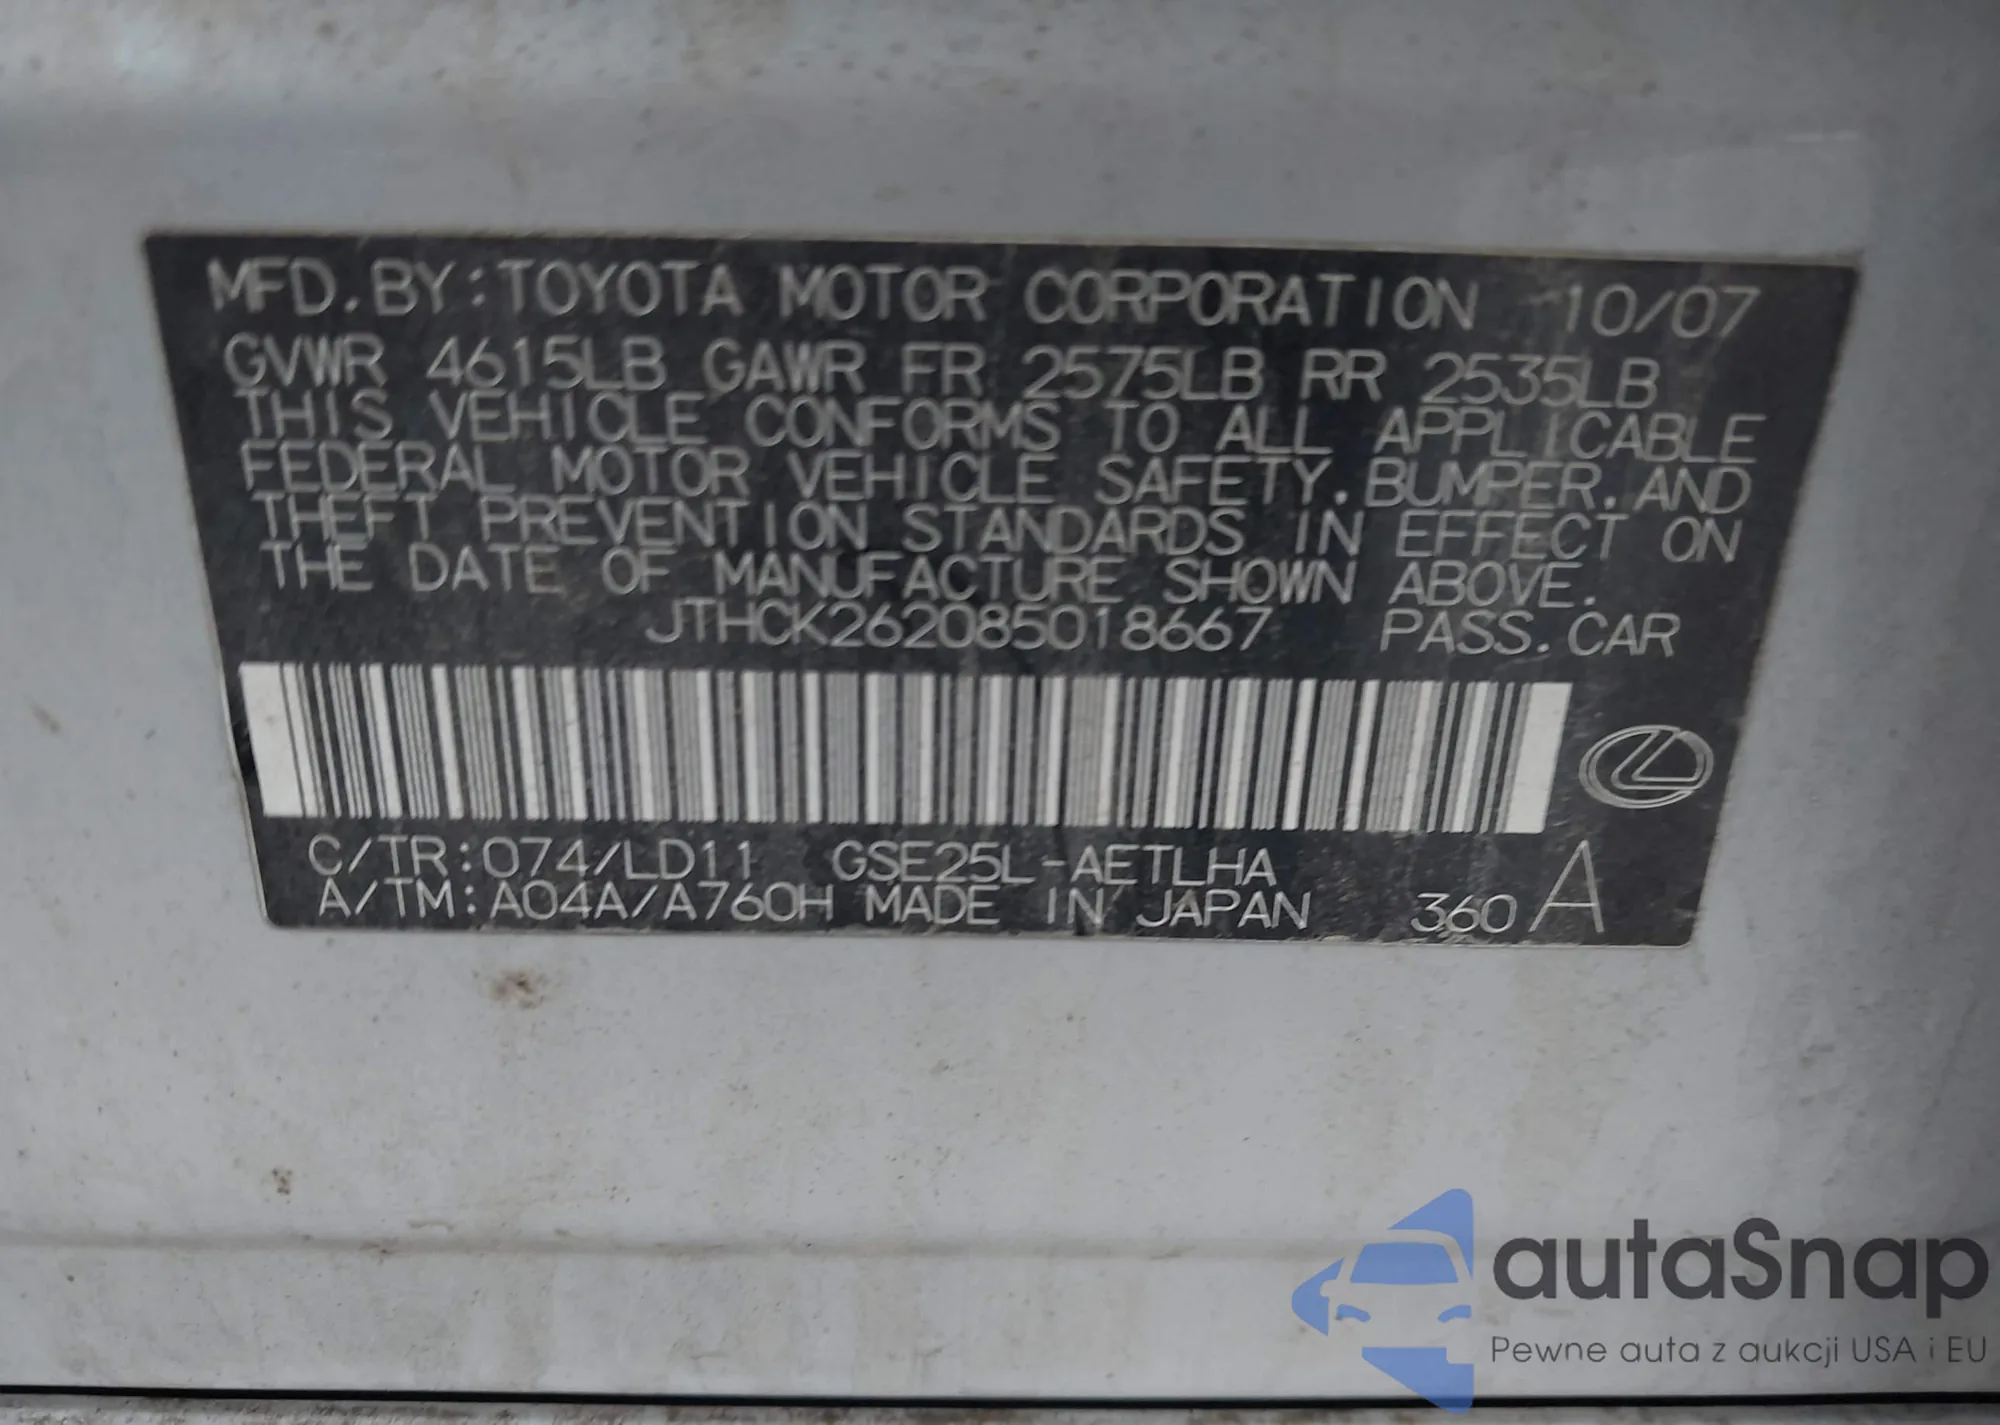 MFD. BY: TOYOTA MOTOR CORPORATION 10/07
GVWR 4615LB GAWR FR 2575LB RR 2535LB
THIS VEHICLE CONFORMS TO ALL APPLICABLE
FEDERAL MOTOR VEHICLE SAFETY, BUMPER, AND
THEFT PREVENTION STANDARDS IN EFFECT ON
THE DATE OF MANUFACTURE SHOWN ABOVE.
JTHCK262085018667 PASS. CAR
C/TR: 074/LD11 GSE25L-AETLHA
A/TM: A04A/A760H MADE IN JAPAN 360 A
autaSnap
Pewne auta z aukcji USA i EU